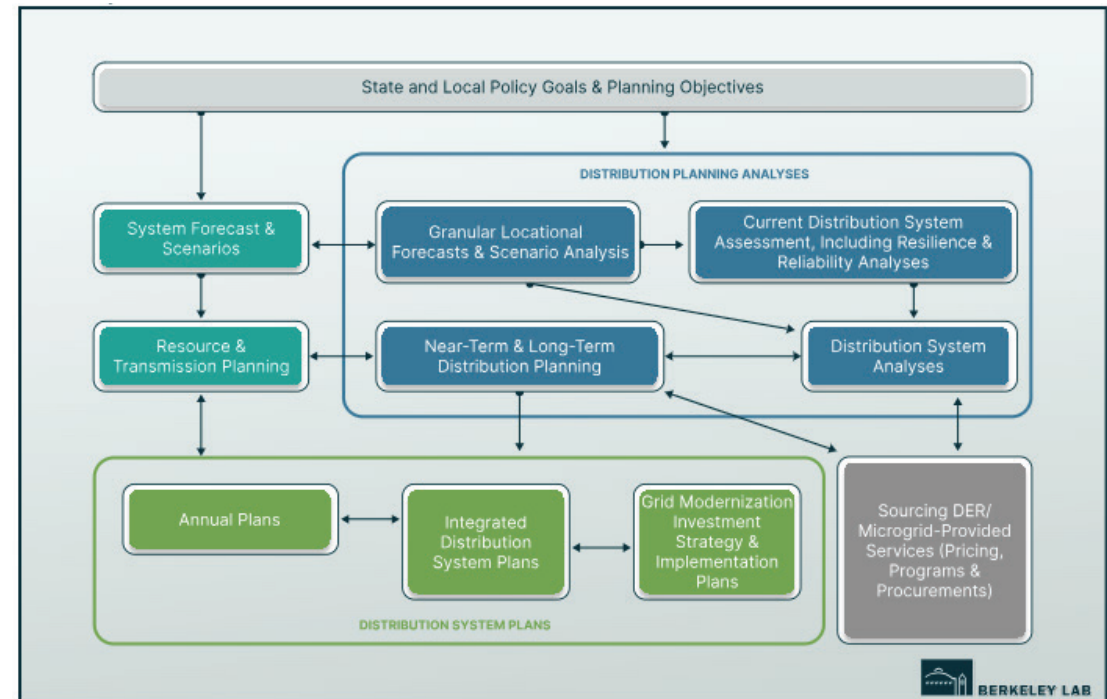 State and Local Policy Goals & Planning Objectives
DISTRIBUTION PLANNING ANALYSES
System Forecast &
Scenarios
Granular Locational
Forecasts & Scenario Analysis
Current Distribution System
Assessment, Including Resilience &
Reliability Analyses
Resource &
Transmission Planning
Near-Term & Long-Term
Distribution Planning
Distribution System
Analyses
Annual Plans
Integrated
Distribution
System Plans
Grid Modernization
Investment
Strategy &
Implementation
Plans
Sourcing DER/
Microgrid-Provided
Services (Pricing,
Programs &
Procurements)
DISTRIBUTION SYSTEM PLANS
BERKELEY LAB